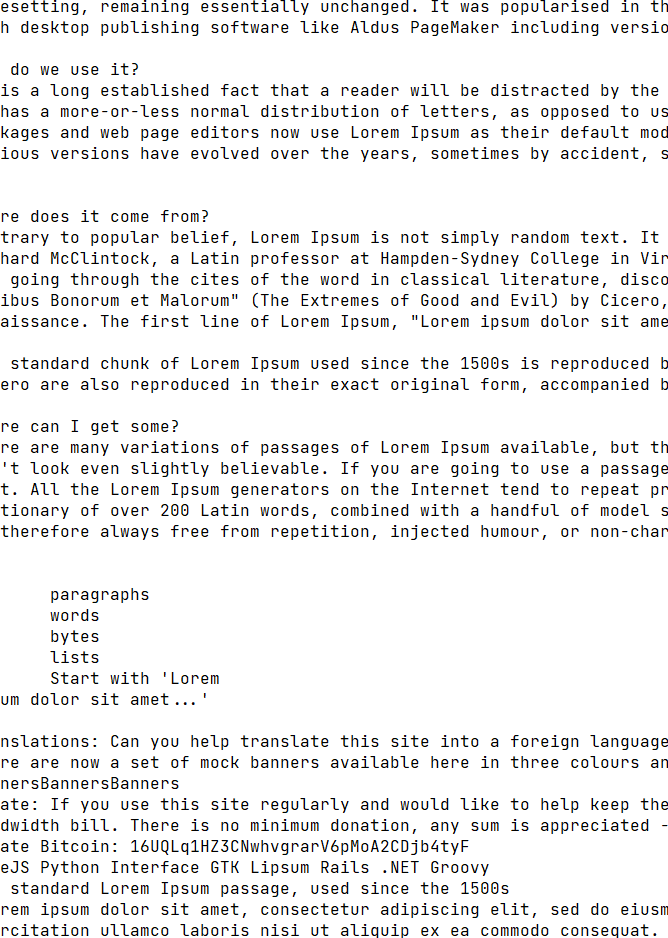 esetting, remaining essentially unchanged. It was popularised in th
h desktop publishing software like Aldus PageMaker including versio
do we use it?
is a long established fact that a reader will be distracted by the
has a more-or-less normal distribution of letters, as opposed to us
kages and web page editors now use Lorem Ipsum as their default mod
ious versions have evolved over the years, sometimes by accident, s
re does it come from?
trary to popular belief, Lorem Ipsum is not simply random text. It
hard McClintock, a Latin professor at Hampden-Sydney College in Vir
going through the cites of the word in classical literature, disco
ibus Bonorum et Malorum" (The Extremes of Good and Evil) by Cicero,
aissance. The first line of Lorem Ipsum, "Lorem ipsum dolor sit ame
standard chunk of Lorem Ipsum used since the 1500s is reproduced b
ero are also reproduced in their exact original form, accompanied b
re can I get some?
re are many variations of passages of Lorem Ipsum available, but th
't look even slightly believable. If you are going to use a passage
t. All the Lorem Ipsum generators on the Internet tend to repeat pr
tionary of over 200 Latin words, combined with a handful of model s
therefore always free from repetition, injected humour, or non-char
paragraphs
words
bytes
lists
Start with 'Lorem
um dolor sit amet...'
nslations: Can you help translate this site into a foreign language
re are now a set of mock banners available here in three colours an
nersBannersBanners
ate: If you use this site regularly and would like to help keep the
dwidth bill. There is no minimum donation, any sum is appreciated -
ate Bitcoin: 16UQLq1HZ3CNwhvgrarV6pMoA2CDjb4tyF
eJS Python Interface GTK Lipsum Rails .NET Groovy
standard Lorem Ipsum passage, used since the 1500s
rem ipsum dolor sit amet, consectetur adipiscing elit, sed do eiusm
rcitation ullamco laboris nisi ut aliquip ex ea commodo consequat.